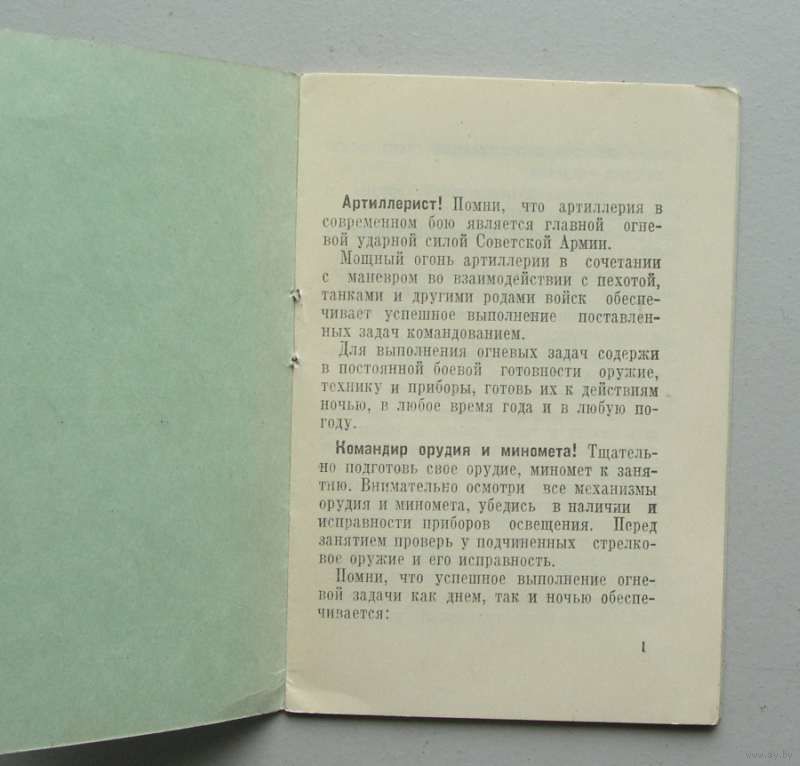 Артиллерист! Помни, что артиллерия в
современном бою является главной огне-
вой ударной силой Советской Армии.
Мощный огонь артиллерии в сочетании
с маневром во взаимодействии с пехотой,
танками и другими родами войск обеспе-
чивает успешное выполнение поставлен-
ных задач командованием.
Для выполнения огневых задач содержи
в постоянной боевой готовности оружие,
технику и приборы, готовь их к действиям
ночью, в любое время года и в любую по-
году.
Командир орудия и миномета! Тщатель-
но подготовь свое орудие, миномет к заня-
тию. Внимательно осмотри все механизмы
орудия и миномета, убедись в наличии и
исправности приборов освещения. Перед
занятием проверь у подчиненных стрелко-
вое оружие и его исправность.
Помни, что успешное выполнение огне-
вой задачи как днем, так и ночью обеспе-
чивается:
1
www.ay.by